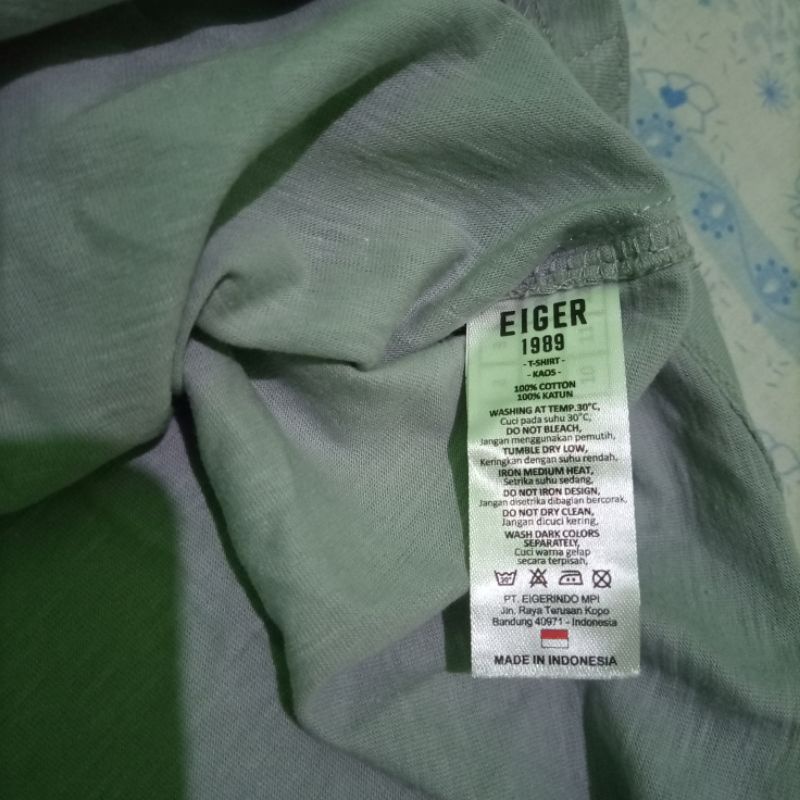 EIGER
1989
- T-SHIRT -
- KAOS -
100% COTTON
100% KATUN
WASHING AT TEMP.30°C,
Cuci pada suhu 30°C,
DO NOT BLEACH,
Jangan menggunakan pemutih,
TUMBLE DRY LOW,
Keringkan dengan suhu rendah,
IRON MEDIUM HEAT,
Setrika suhu sedang,
DO NOT IRON DESIGN,
Jangan disetrika dibagian bercorak,
DO NOT DRY CLEAN,
Jangan dicuci kering,
WASH DARK COLORS
SEPARATELY,
Cuci warna gelap
secara terpisah,
PT. EIGERINDO MPI
Jln. Raya Terusan Kopo
Bandung 40971 - Indonesia
MADE IN INDONESIA